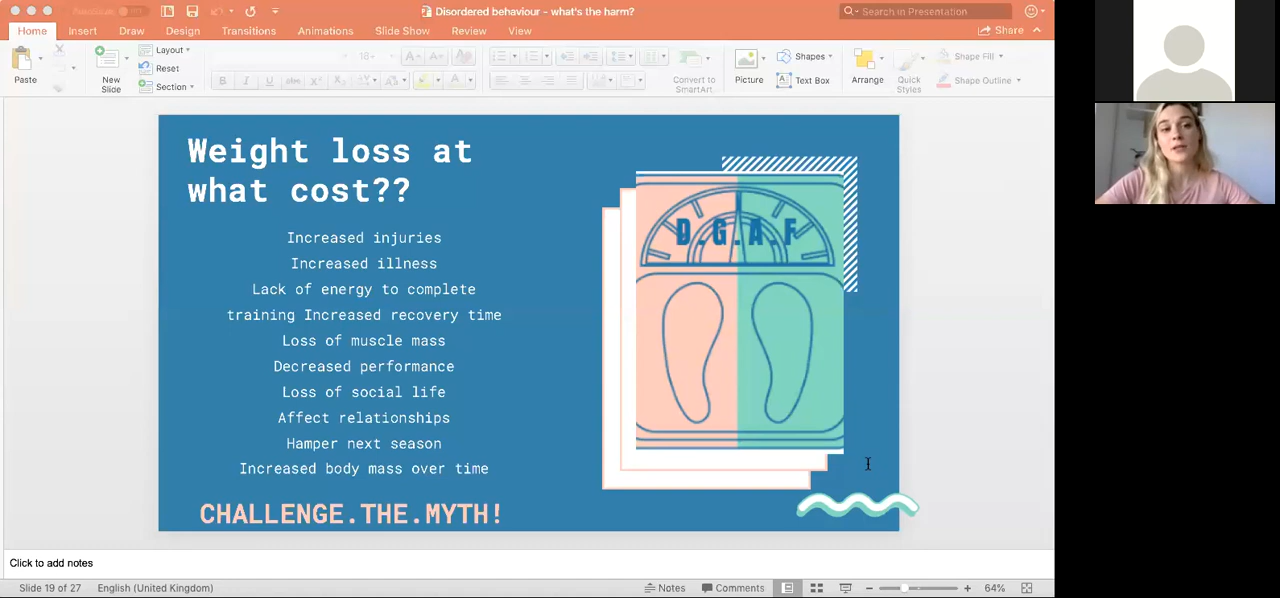 Disordered behaviour - what's the harm?
Search in Presentation
Home Insert Draw Design Transitions Animations Slide Show Review View
Share
Paste
New
Slide
Layout
Reset
Section
18
B I U abc X² X₂
Convert to
SmartArt
Picture
Shapes
Text Box
Arrange
Quick
Styles
Shape Fill
Shape Outline
Weight loss at
what cost??
Increased injuries
Increased illness
Lack of energy to complete
training Increased recovery time
Loss of muscle mass
Decreased performance
Loss of social life
Affect relationships
Hamper next season
Increased body mass over time
CHALLENGE.THE.MYTH!
D.G.A.F
Click to add notes
Slide 19 of 27 English (United Kingdom)
Notes Comments 64%